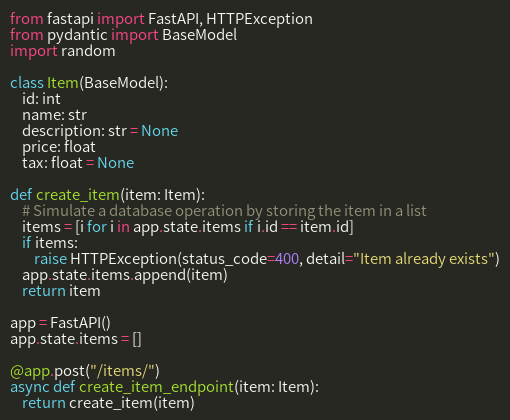 from fastapi import FastAPI, HTTPException
from pydantic import BaseModel
import random

class Item(BaseModel):
    id: int
    name: str
    description: str = None
    price: float
    tax: float = None

def create_item(item: Item):
    # Simulate a database operation by storing the item in a list
    items = [i for i in app.state.items if i.id == item.id]
    if items:
        raise HTTPException(status_code=400, detail="Item already exists")
    app.state.items.append(item)
    return item

app = FastAPI()
app.state.items = []

@app.post("/items/")
async def create_item_endpoint(item: Item):
    return create_item(item)